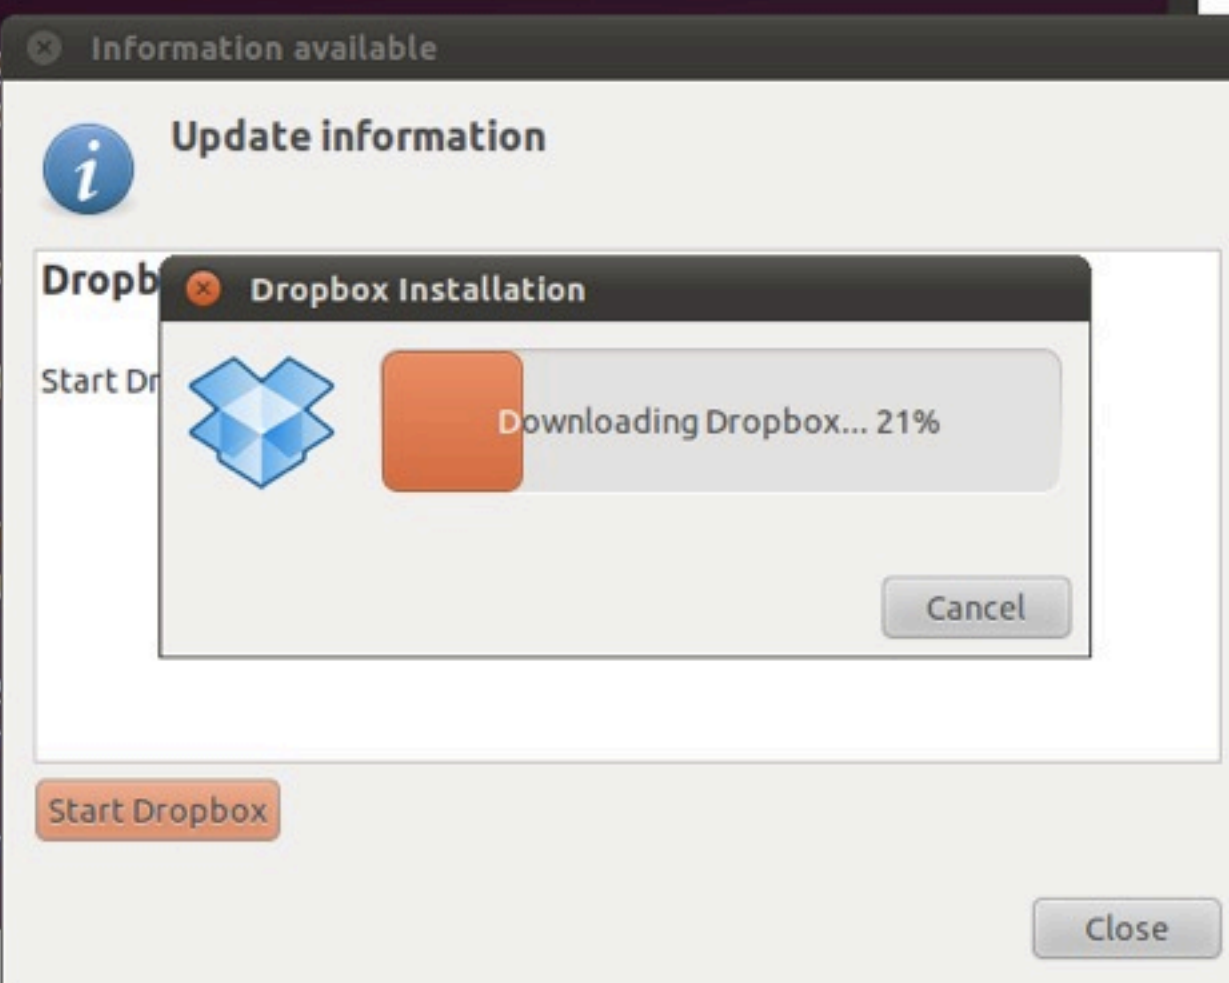 Information available
Update information
Dropb
Dropbox Installation
Start Dr
Downloading Dropbox... 21%
Cancel
Start Dropbox
Close